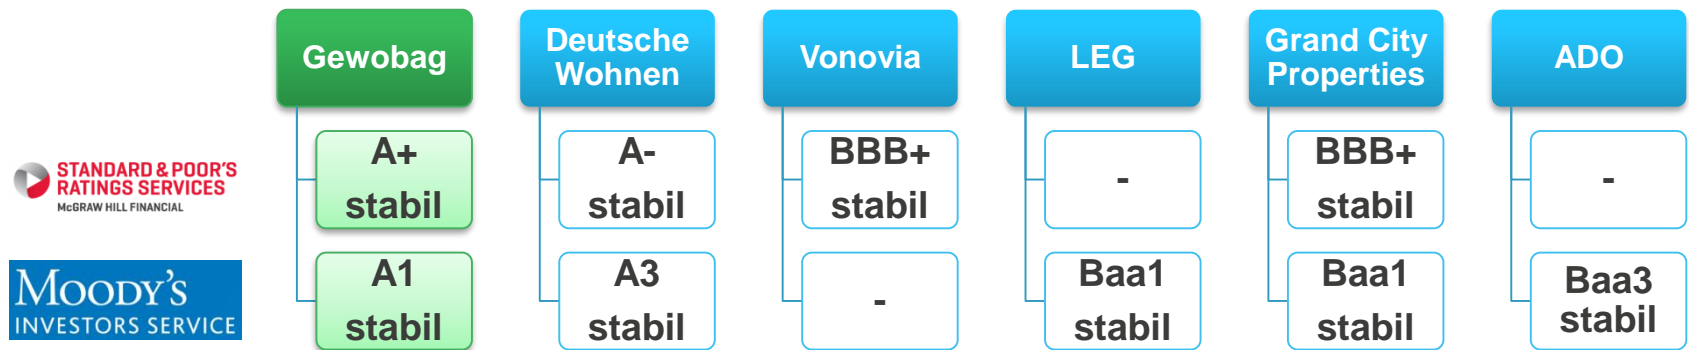 Gewobag
Deutsche
Wohnen
Vonovia
LEG
Grand City
Properties
ADO
STANDARD & POOR'S
RATINGS SERVICES
McGRAW HILL FINANCIAL
A+
stabil
A-
stabil
BBB+
stabil
-
BBB+
stabil
-
MOODY'S
INVESTORS SERVICE
A1
stabil
A3
stabil
-
Baa1
stabil
Baa1
stabil
Baa3
stabil